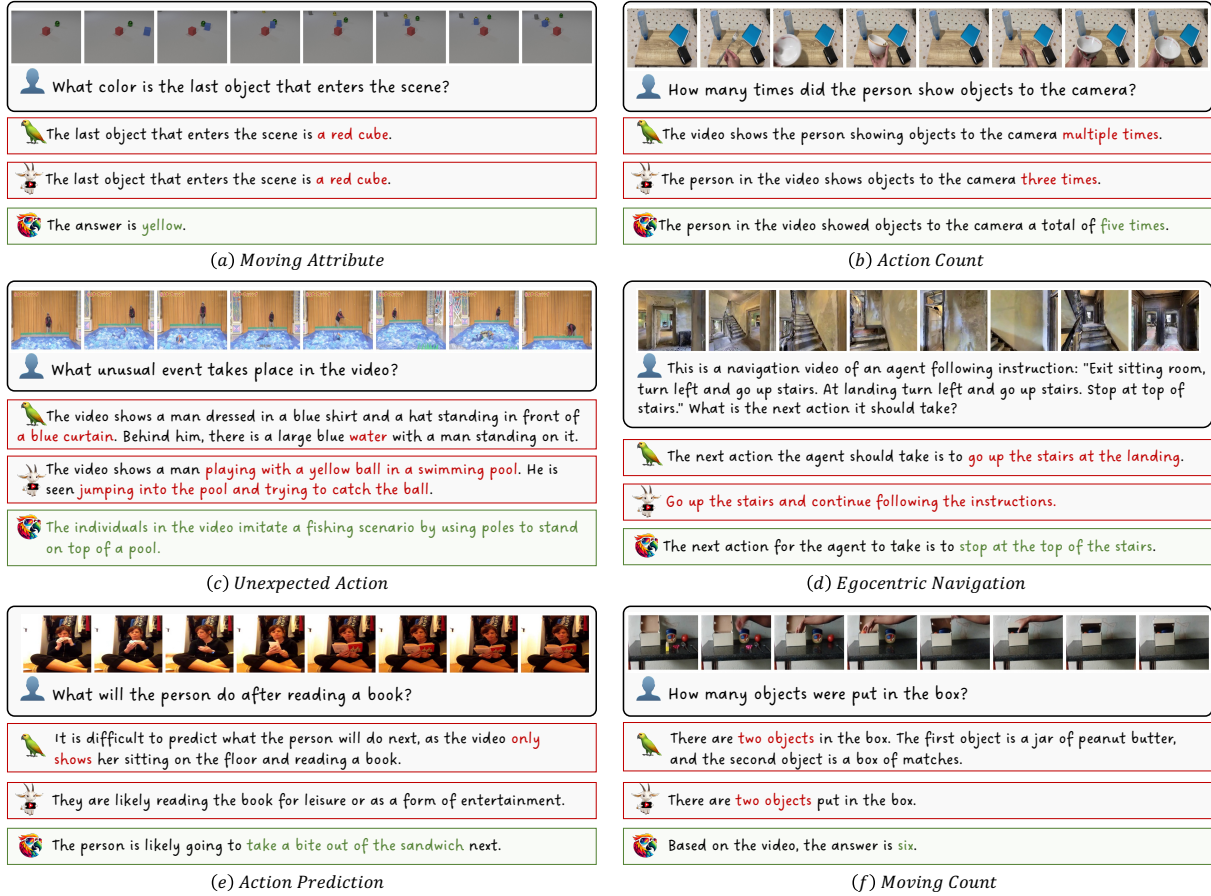 What color is the last object that enters the scene?
The last object that enters the scene is a red cube.
The last object that enters the scene is a red cube.
The answer is yellow.
(a) Moving Attribute
How many times did the person show objects to the camera?
The video shows the person showing objects to the camera multiple times.
The person in the video shows objects to the camera three times.
The person in the video showed objects to the camera a total of five times.
(b) Action Count
What unusual event takes place in the video?
The video shows a man dressed in a blue shirt and a hat standing in front of
a blue curtain. Behind him, there is a large blue water with a man standing on it.
The video shows a man playing with a yellow ball in a swimming pool. He is
seen jumping into the pool and trying to catch the ball.
The individuals in the video imitate a fishing scenario by using poles to stand
on top of a pool.
(c) Unexpected Action
This is a navigation video of an agent following instruction: "Exit sitting room,
turn left and go up stairs. At landing turn left and go up stairs. Stop at top of
stairs." What is the next action it should take?
The next action the agent should take is to go up the stairs at the landing.
Go up the stairs and continue following the instructions.
The next action for the agent to take is to stop at the top of the stairs.
(d) Egocentric Navigation
What will the person do after reading a book?
It is difficult to predict what the person will do next, as the video only
shows her sitting on the floor and reading a book.
They are likely reading the book for leisure or as a form of entertainment.
The person is likely going to take a bite out of the sandwich next.
(e) Action Prediction
How many objects were put in the box?
There are two objects in the box. The first object is a jar of peanut butter,
and the second object is a box of matches.
There are two objects put in the box.
Based on the video, the answer is six.
(f) Moving Count